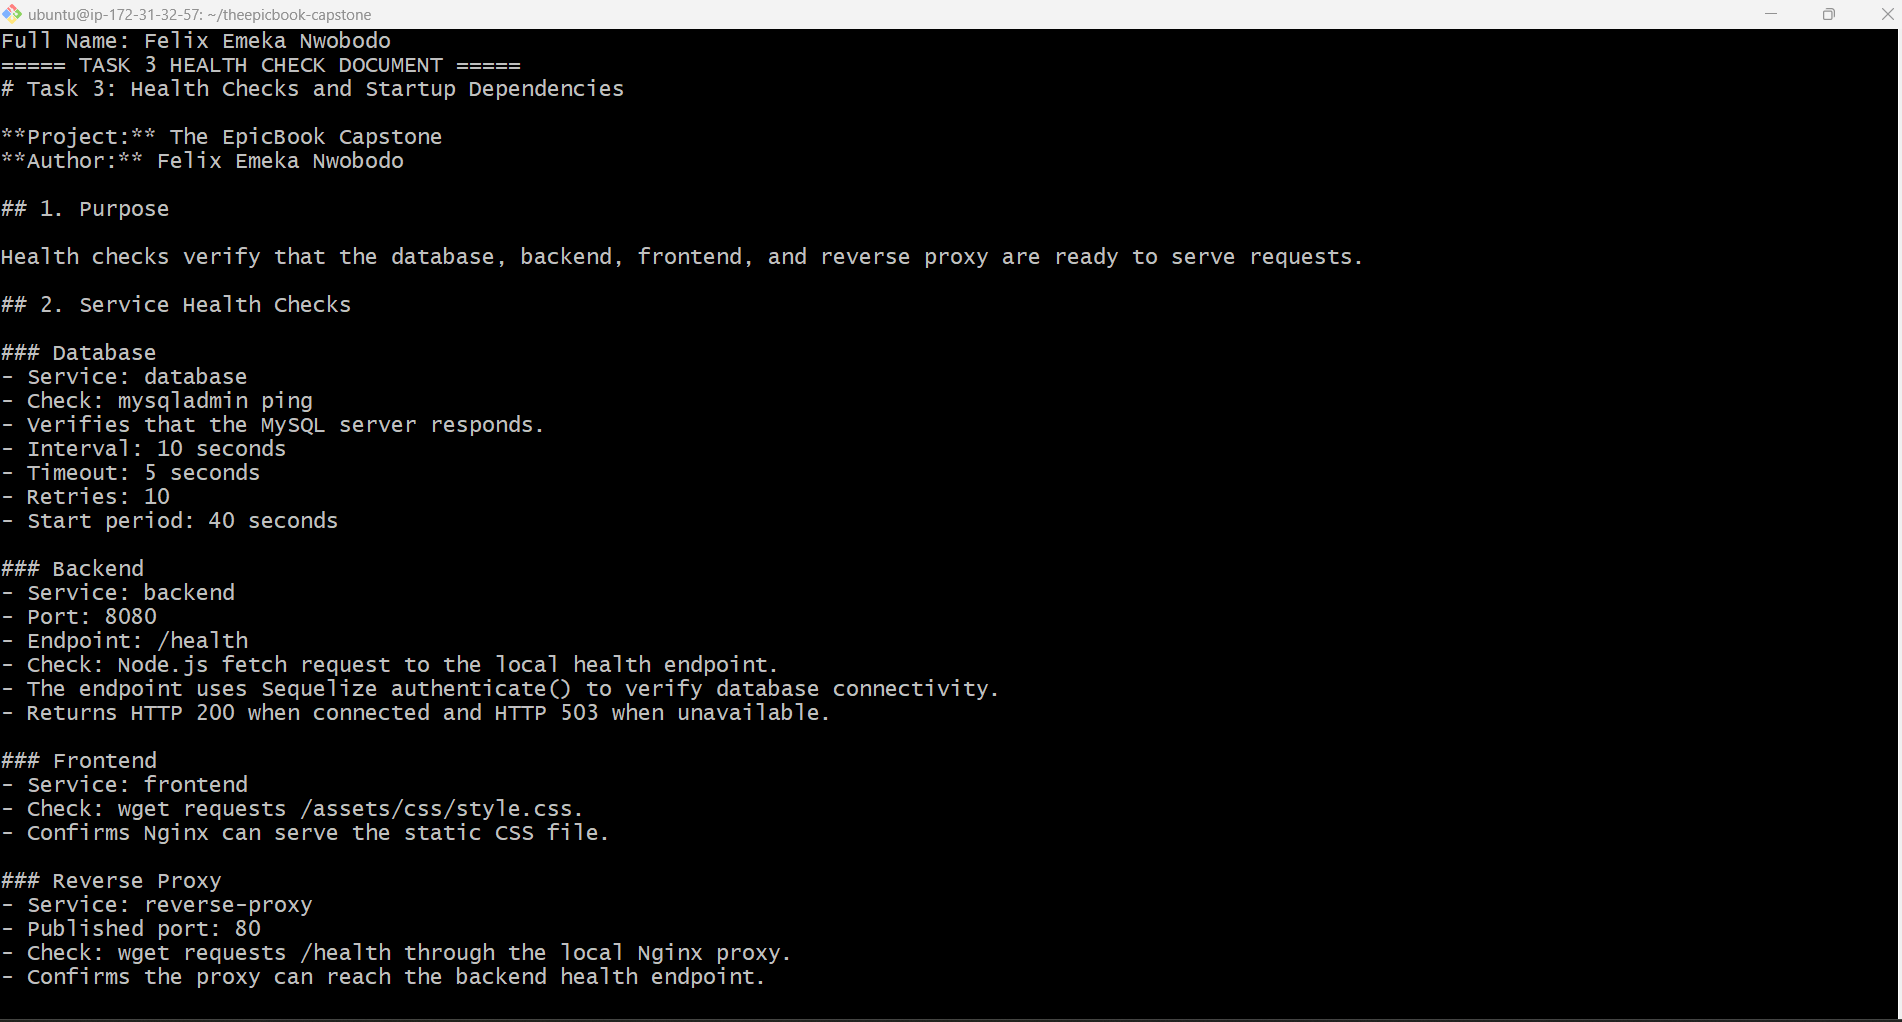 ubuntu@ip-172-31-32-57: ~/theepicbook-capstone
Full Name: Felix Emeka Nwobodo
===== TASK 3 HEALTH CHECK DOCUMENT =====
# Task 3: Health Checks and Startup Dependencies
**Project:** The EpicBook Capstone
**Author:** Felix Emeka Nwobodo
## 1. Purpose
Health checks verify that the database, backend, frontend, and reverse proxy are ready to serve requests.
## 2. Service Health Checks
### Database
- Service: database
- Check: mysqladmin ping
- Verifies that the MySQL server responds.
- Interval: 10 seconds
- Timeout: 5 seconds
- Retries: 10
- Start period: 40 seconds
### Backend
- Service: backend
- Port: 8080
- Endpoint: /health
- Check: Node.js fetch request to the local health endpoint.
- The endpoint uses Sequelize authenticate() to verify database connectivity.
- Returns HTTP 200 when connected and HTTP 503 when unavailable.
### Frontend
- Service: frontend
- Check: wget requests /assets/css/style.css.
- Confirms Nginx can serve the static CSS file.
### Reverse Proxy
- Service: reverse-proxy
- Published port: 80
- Check: wget requests /health through the local Nginx proxy.
- Confirms the proxy can reach the backend health endpoint.